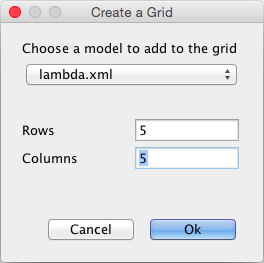 Create a Grid
Choose a model to add to the grid
lambda.xml
Rows 5
Columns 5
Cancel Ok